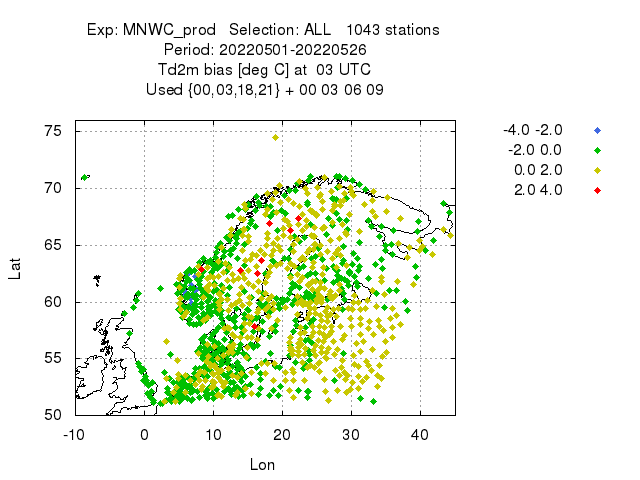 Exp: MNWC_prod   Selection: ALL   1043 stations
Period: 20220501-20220526
Td2m bias [deg C] at  03 UTC
Used {00,03,18,21} + 00 03 06 09
-4.0 -2.0
-2.0 0.0
0.0 2.0
2.0 4.0
75
70
65
60
55
50
Lat
-10 0 10 20 30 40
Lon